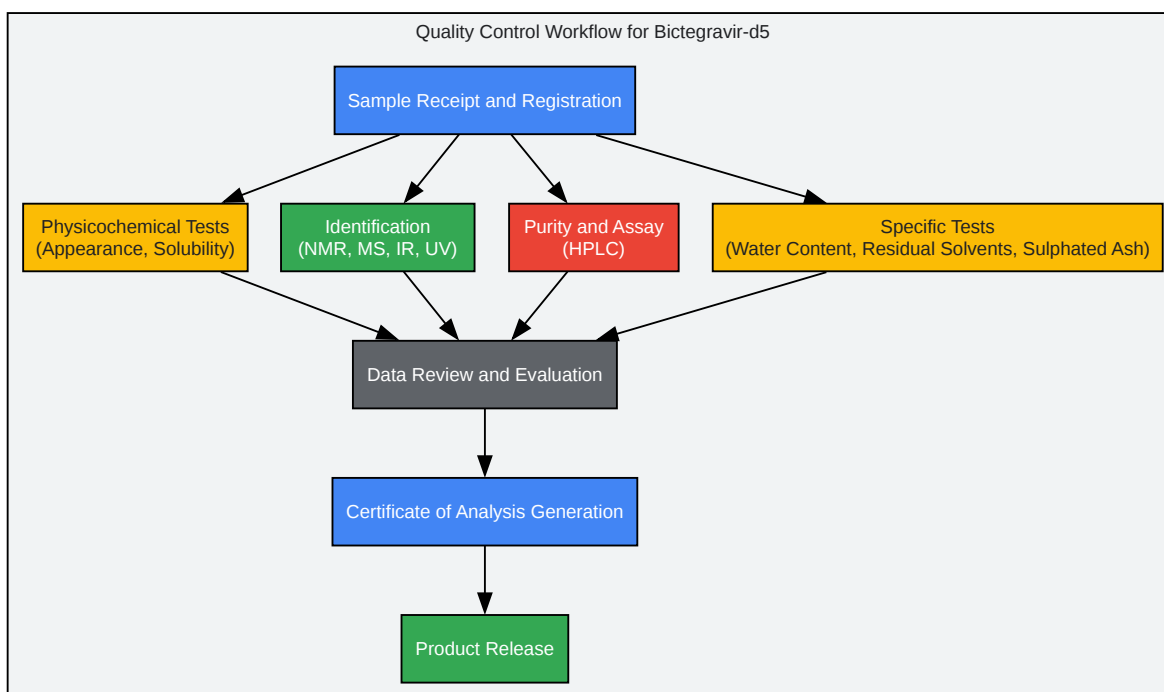 Quality Control Workflow for Bictegravir-d5
Sample Receipt and Registration
Physicochemical Tests
(Appearance, Solubility)
Identification
(NMR, MS, IR, UV)
Purity and Assay
(HPLC)
Specific Tests
(Water Content, Residual Solvents, Sulphated Ash)
Data Review and Evaluation
Certificate of Analysis Generation
Product Release